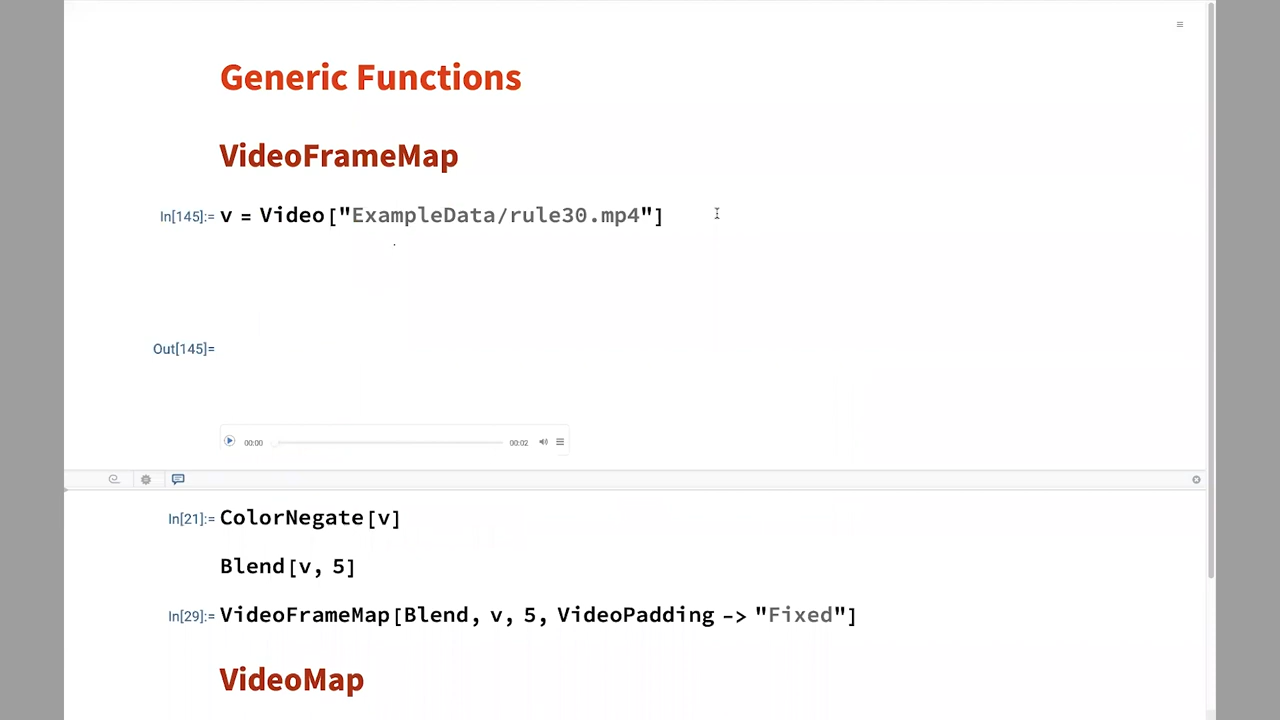 Generic Functions
VideoFrameMap
In[145]:= v = Video["ExampleData/rule30.mp4"]
Out[145]=
00:00 00:02
In[21]:= ColorNegate[v]
Blend[v, 5]
In[29]:= VideoFrameMap[Blend, v, 5, VideoPadding -> "Fixed"]
VideoMap